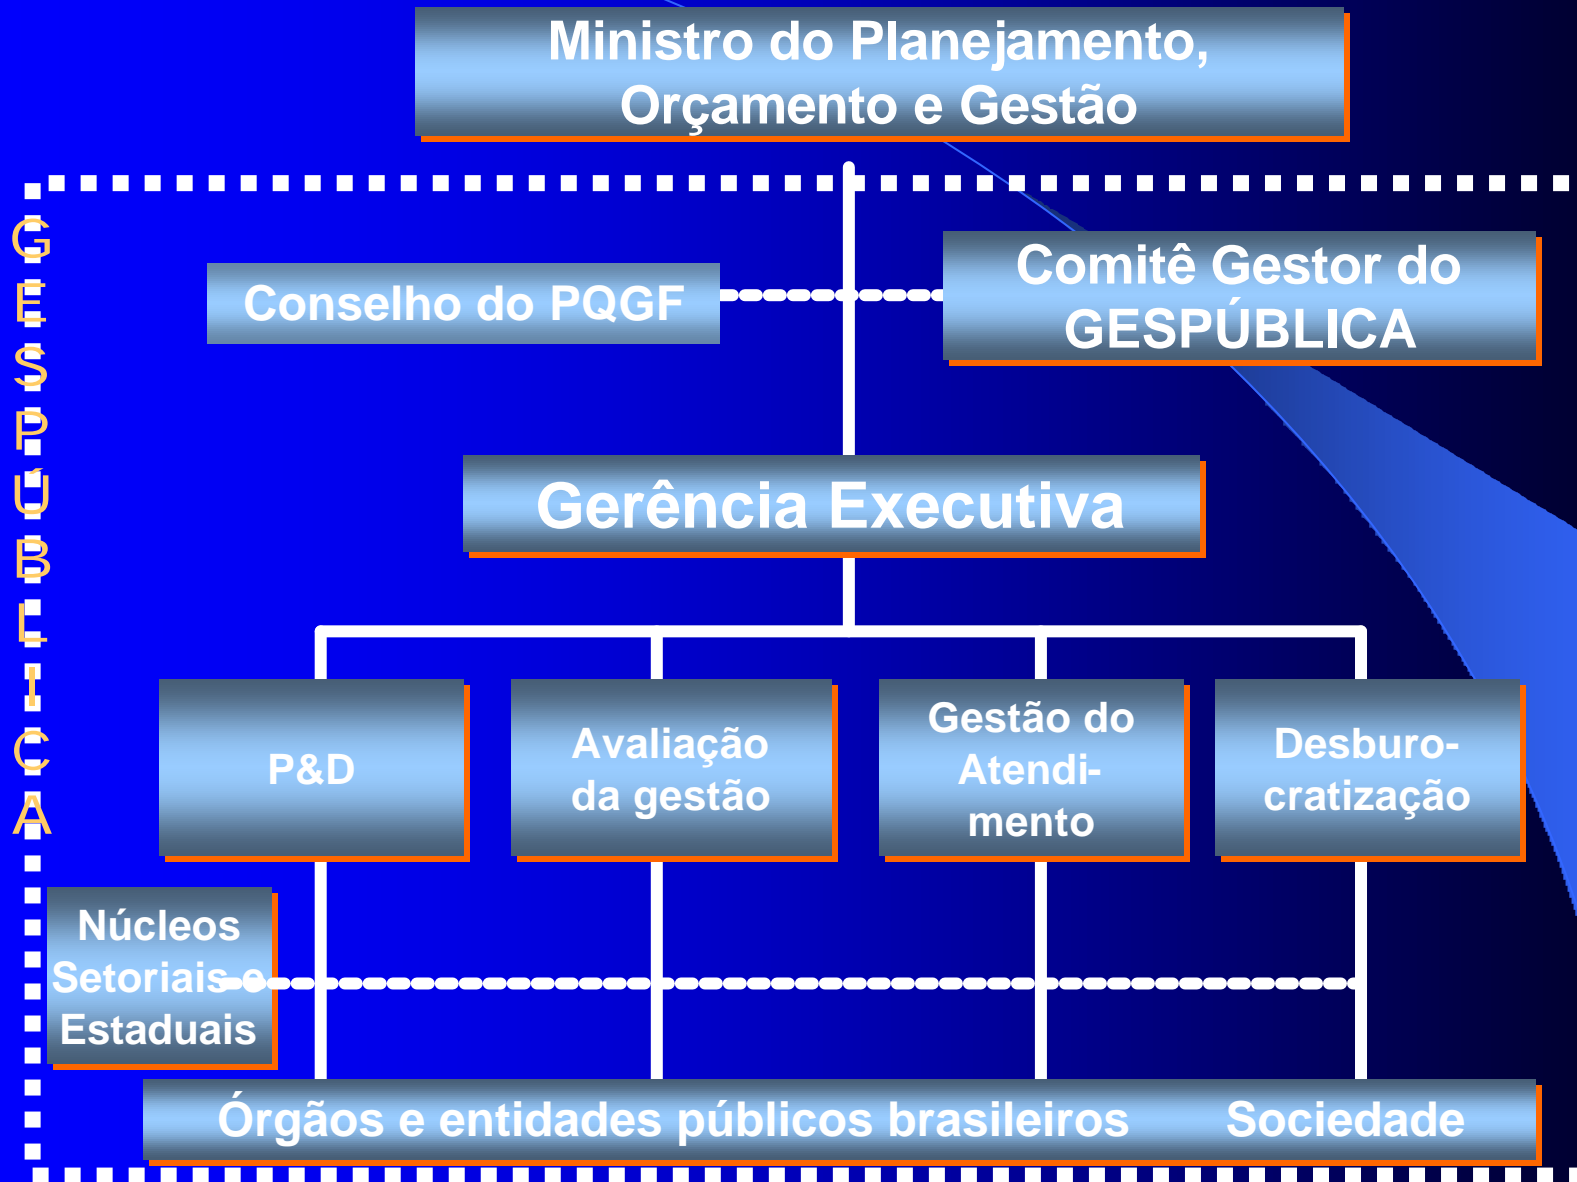 Ministro do Planejamento,
Orçamento e Gestão
GESPÚBLICA
Conselho do PQGF
Comitê Gestor do
GESPÚBLICA
Gerência Executiva
P&D
Avaliação
da gestão
Gestão do
Atendi-
mento
Desburo-
cratização
Núcleos
Setoriais e
Estaduais
Órgãos e entidades públicos brasileiros Sociedade